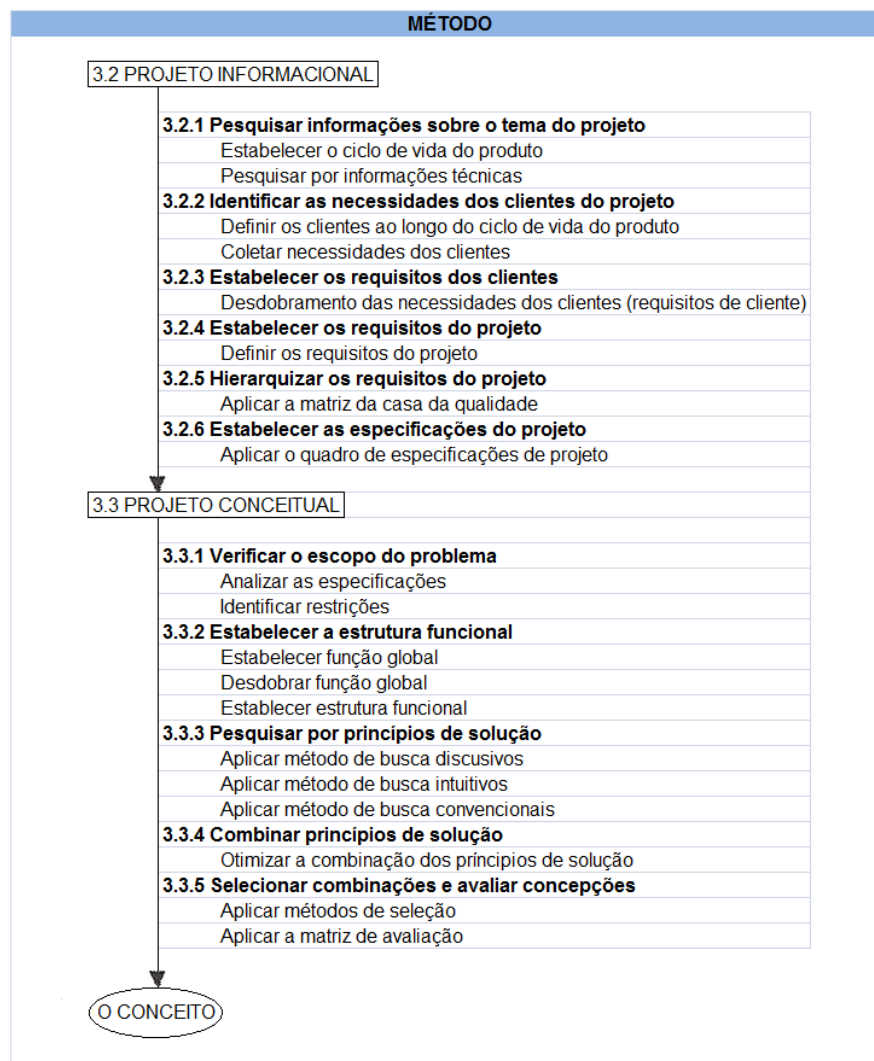 MÉTODO
3.2 PROJETO INFORMACIONAL
3.2.1 Pesquisar informações sobre o tema do projeto
Estabelecer o ciclo de vida do produto
Pesquisar por informações técnicas
3.2.2 Identificar as necessidades dos clientes do projeto
Definir os clientes ao longo do ciclo de vida do produto
Coletar necessidades dos clientes
3.2.3 Estabelecer os requisitos dos clientes
Desdobramento das necessidades dos clientes (requisitos de cliente)
3.2.4 Estabelecer os requisitos do projeto
Definir os requisitos do projeto
3.2.5 Hierarquizar os requisitos do projeto
Aplicar a matriz da casa da qualidade
3.2.6 Estabelecer as especificações do projeto
Aplicar o quadro de especificações de projeto
3.3 PROJETO CONCEITUAL
3.3.1 Verificar o escopo do problema
Analizar as especificações
Identificar restrições
3.3.2 Estabelecer a estrutura funcional
Estabelecer função global
Desdobrar função global
Establecer estrutura funcional
3.3.3 Pesquisar por princípios de solução
Aplicar método de busca discusivos
Aplicar método de busca intuitivos
Aplicar método de busca convencionais
3.3.4 Combinar princípios de solução
Otimizar a combinação dos príncipios de solução
3.3.5 Selecionar combinações e avaliar concepções
Aplicar métodos de seleção
Aplicar a matriz de avaliação
O CONCEITO